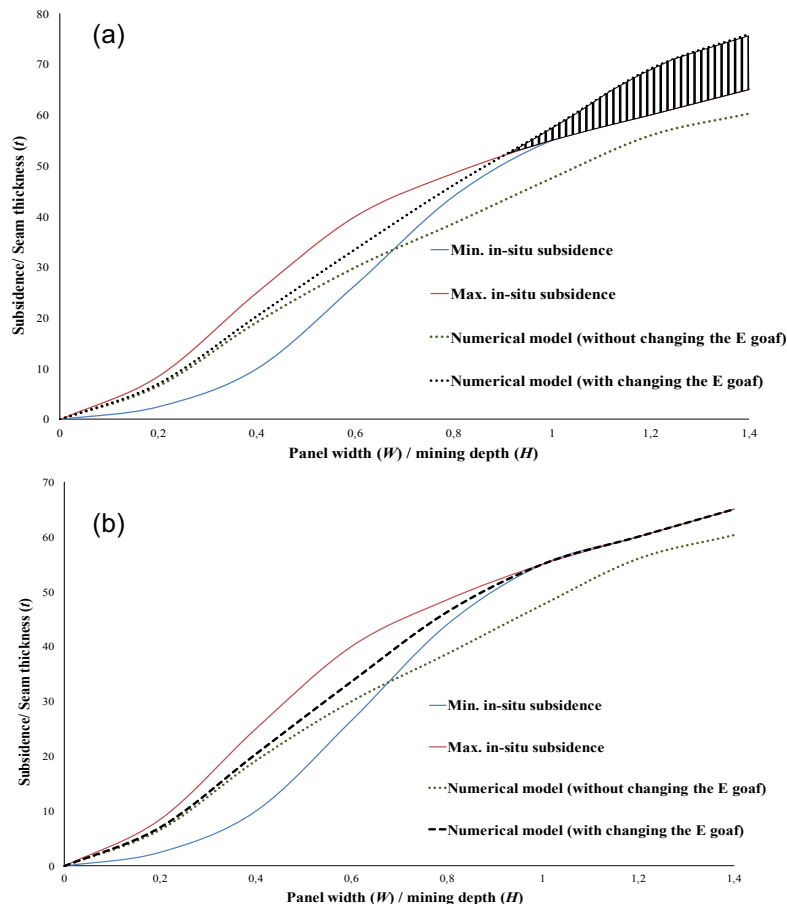 (a)
80
70
60
50
40
30
20
10
0
Subsidence/ Seam thickness (t)
Min. in-situ subsidence
Max. in-situ subsidence
Numerical model (without changing the E goaf)
Numerical model (with changing the E goaf)
0 0,2 0,4 0,6 0,8 1 1,2 1,4
Panel width (W) / mining depth (H)
(b)
70
60
50
40
30
20
10
0
Subsidence/ Seam thickness (t)
Min. in-situ subsidence
Max. in-situ subsidence
Numerical model (without changing the E goaf)
Numerical model (with changing the E goaf)
0 0,2 0,4 0,6 0,8 1 1,2 1,4
Panel width (W) / mining depth (H)